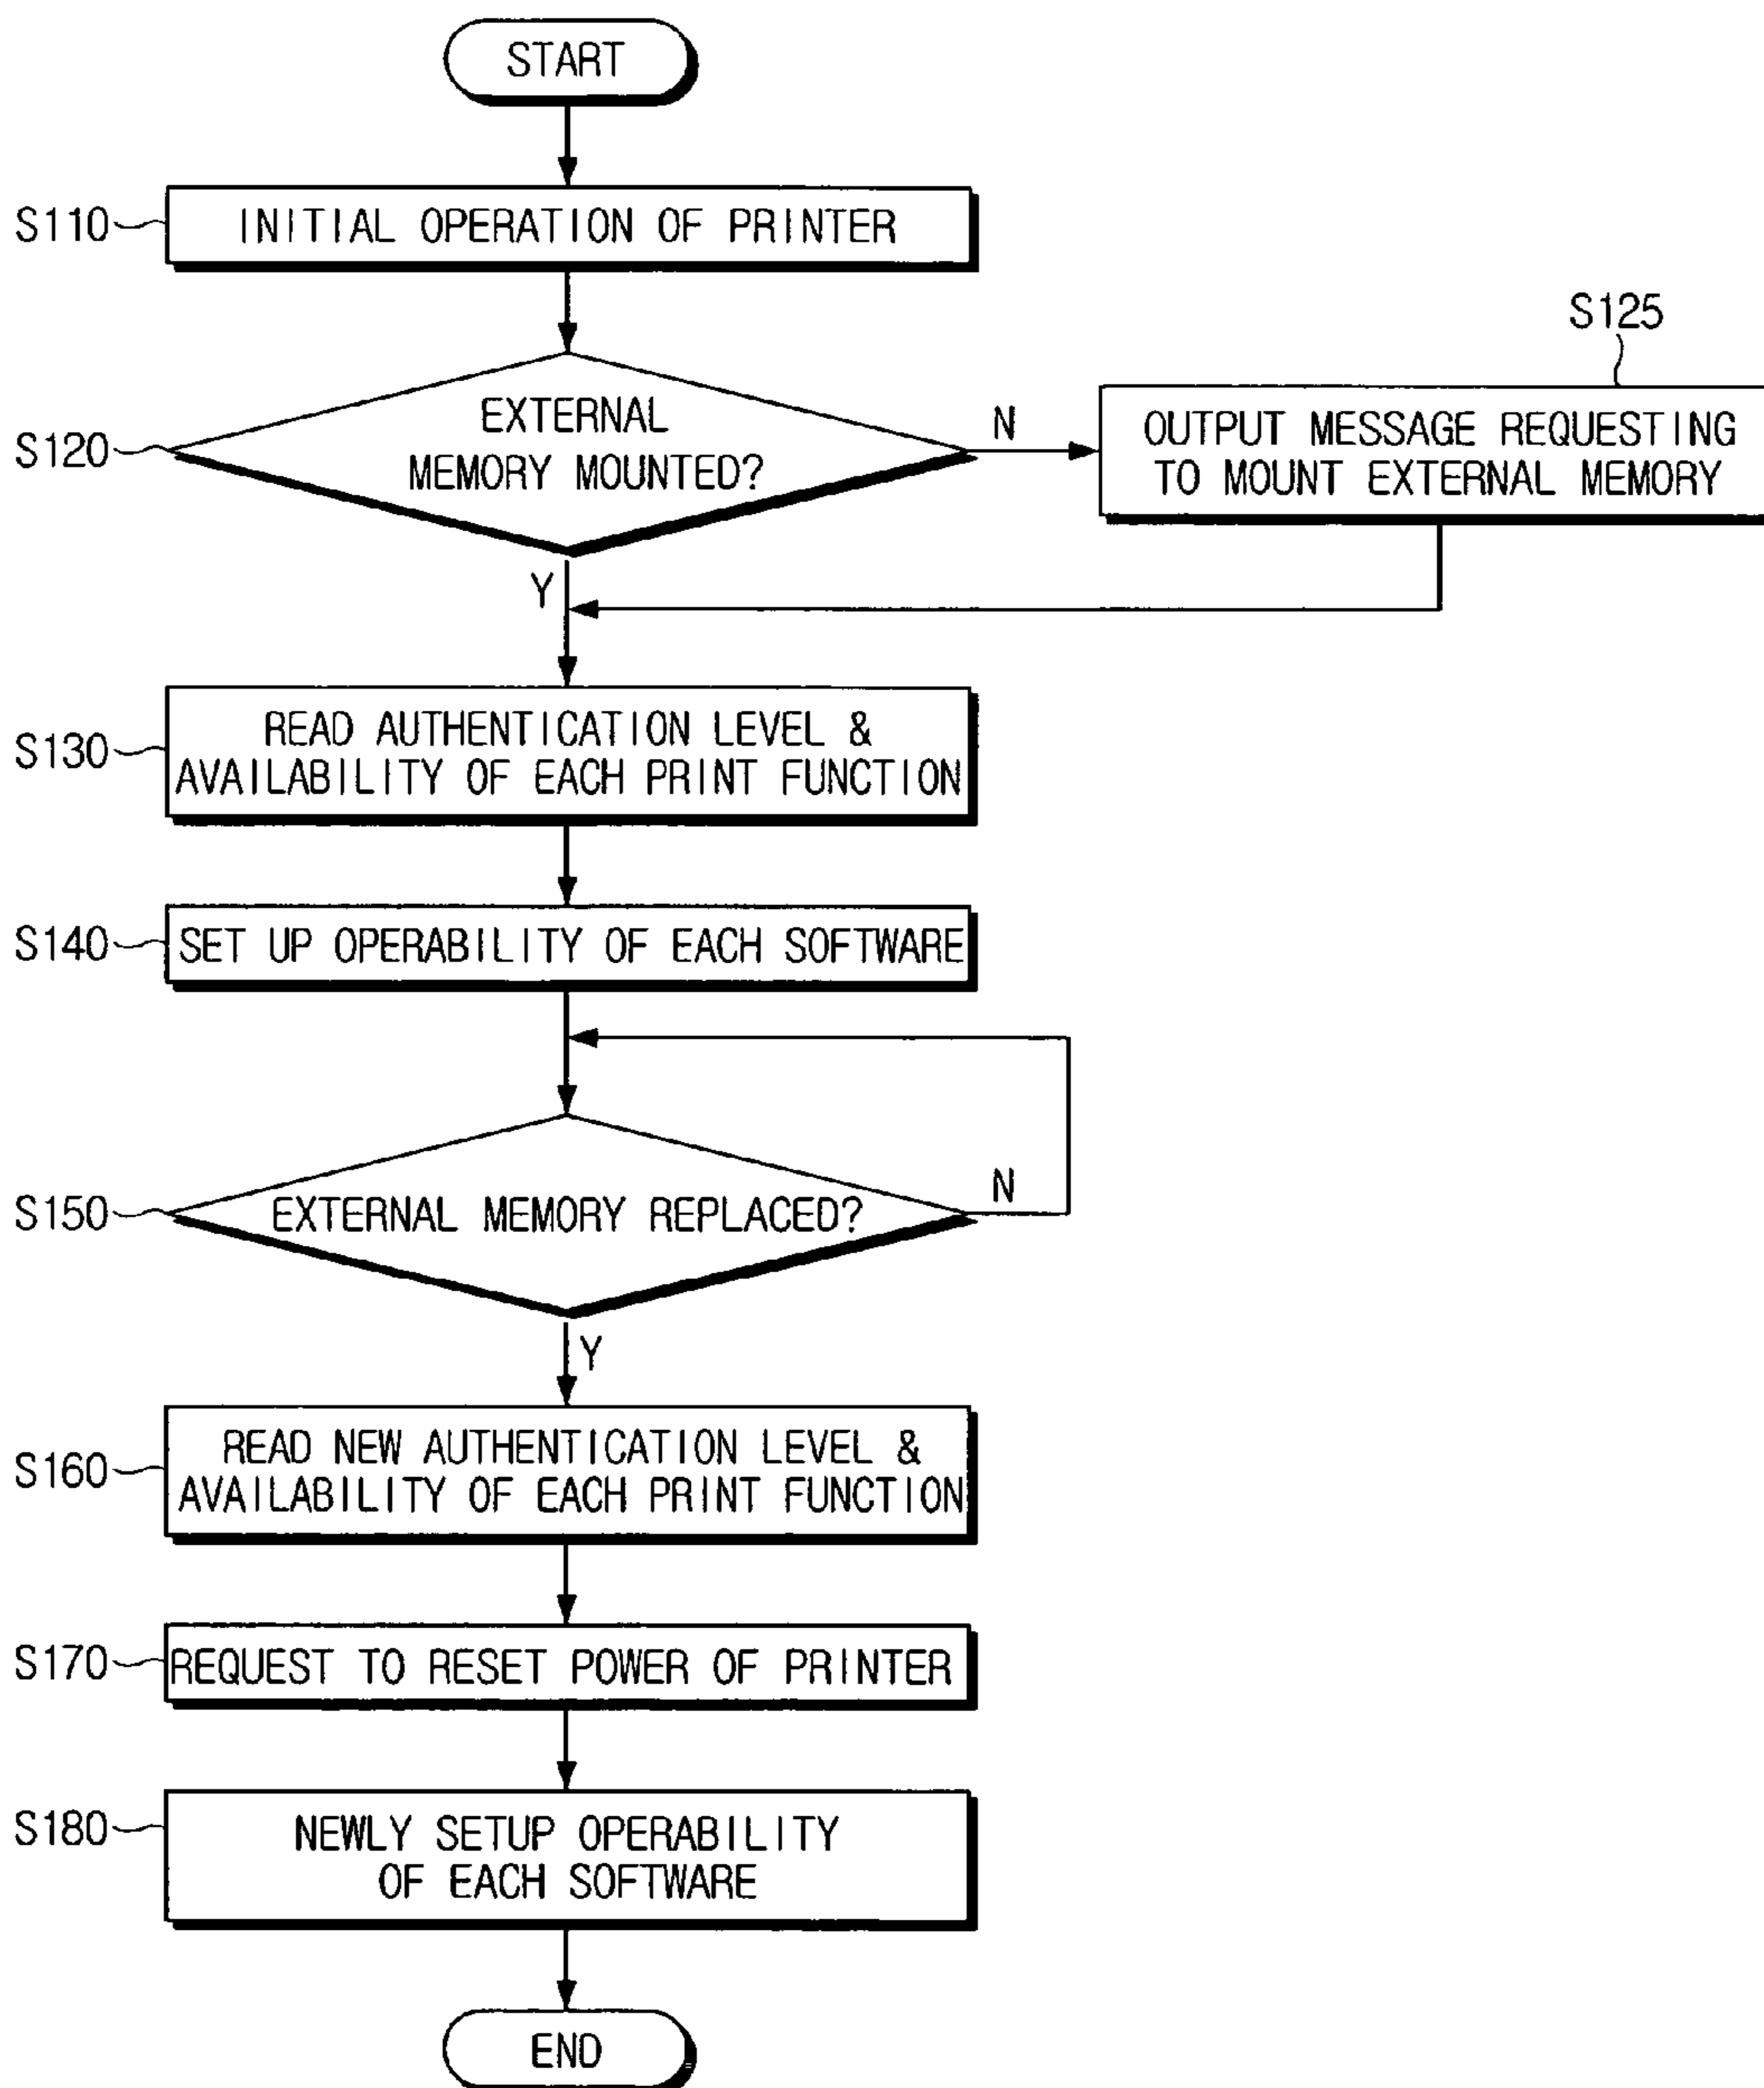 START
S110
INITIAL OPERATION OF PRINTER
S125
S120
EXTERNAL
MEMORY MOUNTED?
N
OUTPUT MESSAGE REQUESTING
TO MOUNT EXTERNAL MEMORY
Y
S130
READ AUTHENTICATION LEVEL &
AVAILABILITY OF EACH PRINT FUNCTION
S140
SET UP OPERABILITY OF EACH SOFTWARE
S150
EXTERNAL MEMORY REPLACED?
N
Y
S160
READ NEW AUTHENTICATION LEVEL &
AVAILABILITY OF EACH PRINT FUNCTION
S170
REQUEST TO RESET POWER OF PRINTER
S180
NEWLY SETUP OPERABILITY
OF EACH SOFTWARE
END